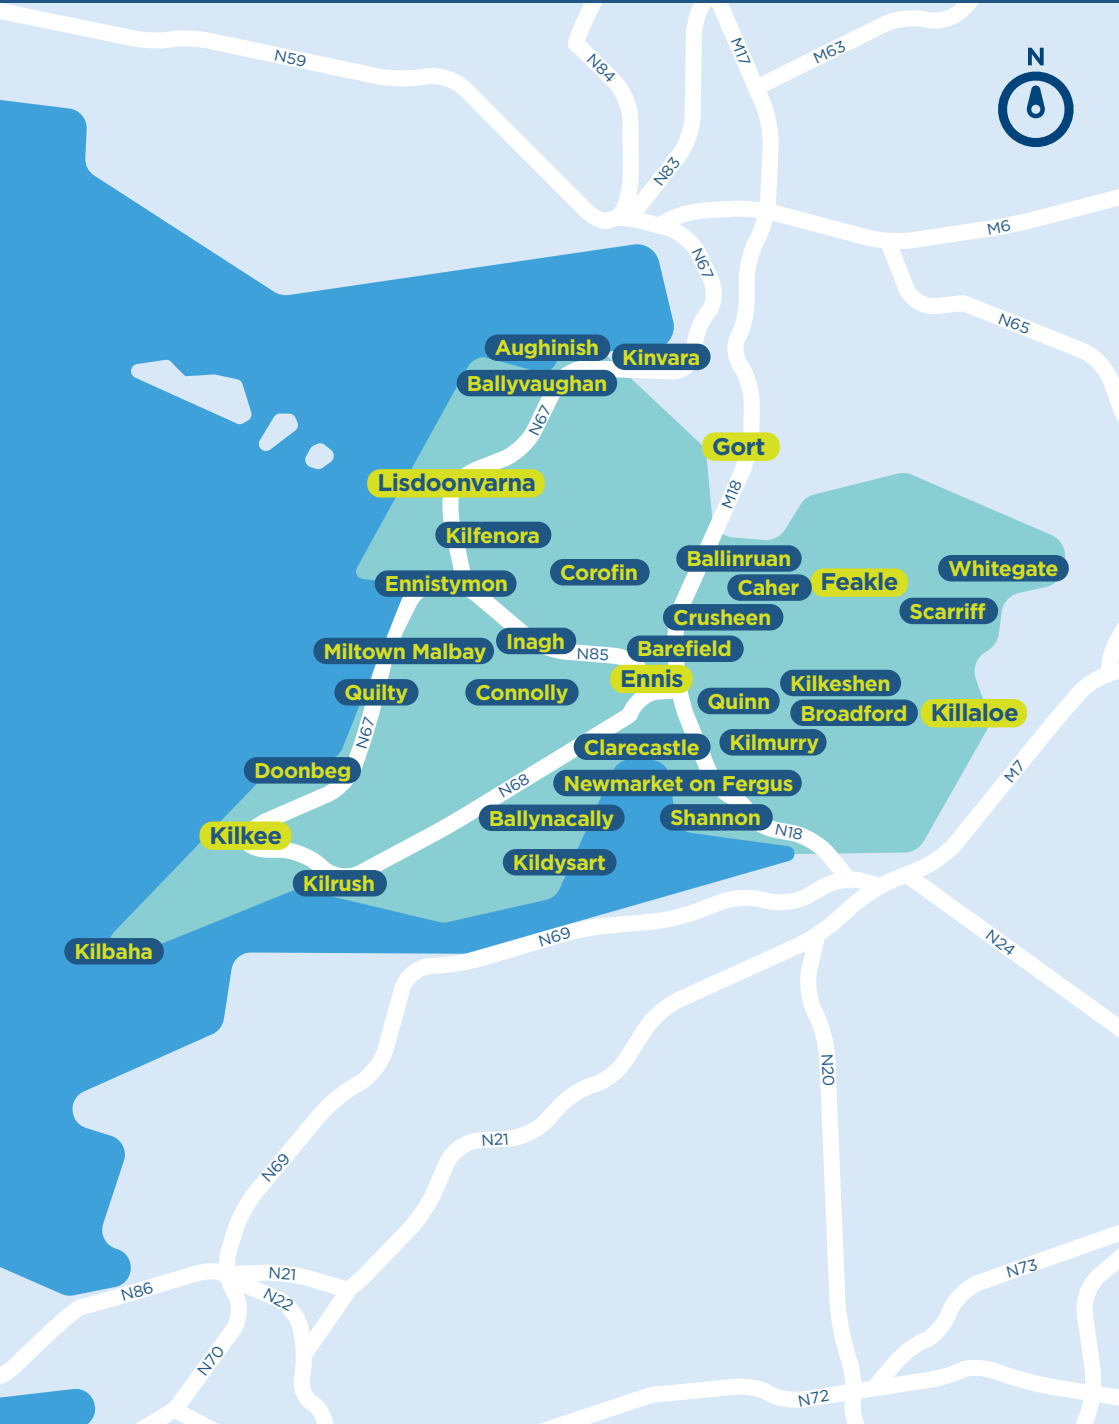 N
M17
M63
N59
N84
N83
M6
N67
N65
Aughinish
Kinvara
Ballyvaughan
N67
Gort
Lisdoonvarna
M18
Kilfenora
Ballinruan
Corofin
Whitegate
Ennistymon
Caher
Feakle
Scarriff
Crusheen
Inagh
Miltown Malbay
N85
Barefield
Ennis
Kilkeshen
Quilty
Connolly
Quinn
Broadford
Killaloe
N67
Clarecastle
Kilmurry
Doonbeg
M7
N68
Newmarket on Fergus
Ballynacally
Shannon
N18
Kilkee
Kildysart
Kilrush
N69
N24
Kilbaha
N20
N21
N69
N21
N73
N86
N22
N70
N72